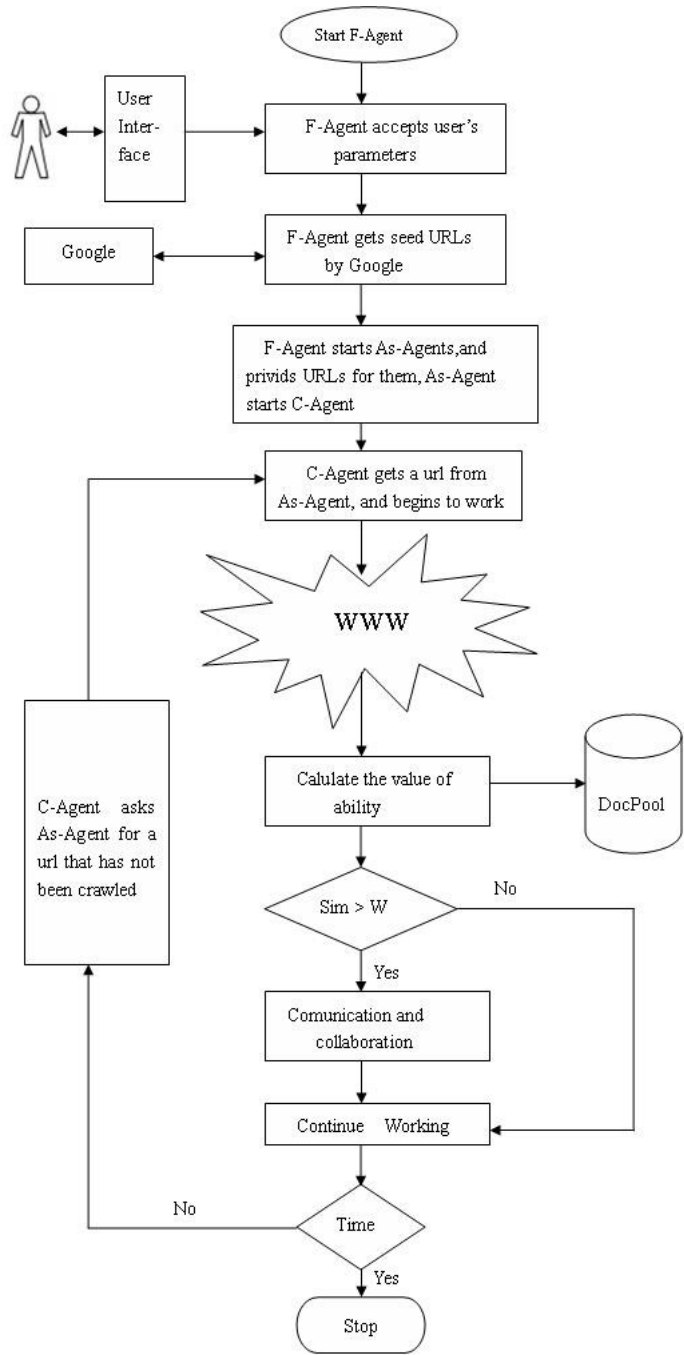 Start F-Agent
User
Inter-
face
F-Agent accepts user's
parameters
Google
F-Agent gets seed URLs
by Google
F-Agent starts As-Agents,and
privids URLs for them, As-Agent
starts C-Agent
C-Agent gets a url from
As-Agent, and begins to work
WWW
Calulate the value of
ability
DocPool
C-Agent asks
As-Agent for a
url that has not
been crawled
Sim > W
No
Yes
Comunication and
collaboration
Continue Working
No
Time
Yes
Stop